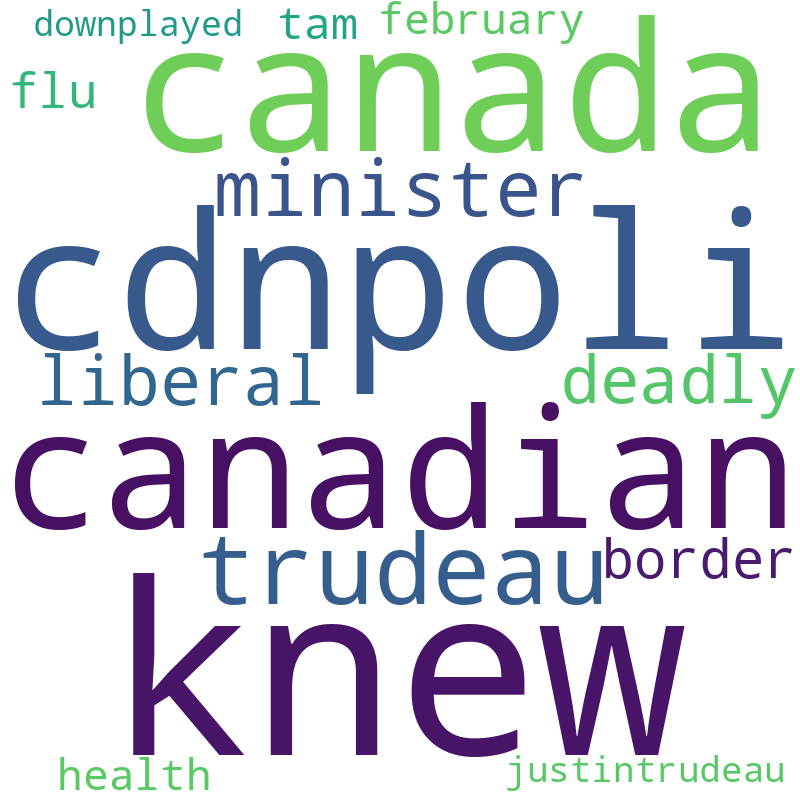 downplayed tam february
flu canada
minister
cdnpoli
liberal deadly
canadian
trudeau border
knew
health justintrudeau